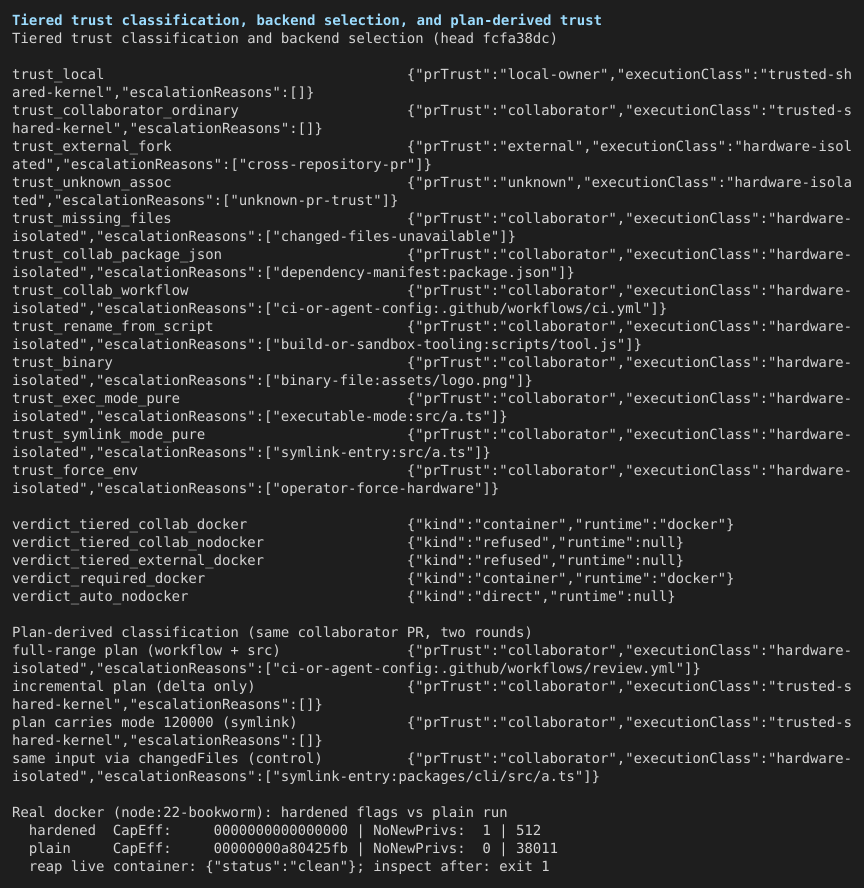 Tiered trust classification, backend selection, and plan-derived trust
Tiered trust classification and backend selection (head fcfa38dc)
trust_local {"prTrust":"local-owner","executionClass":"trusted-sh
ared-kernel","escalationReasons":[]}
trust_collaborator_ordinary {"prTrust":"collaborator","executionClass":"trusted-s
hared-kernel","escalationReasons":[]}
trust_external_fork {"prTrust":"external","executionClass":"hardware-isol
ated","escalationReasons":["cross-repository-pr"]}
trust_unknown_assoc {"prTrust":"unknown","executionClass":"hardware-isola
ted","escalationReasons":["unknown-pr-trust"]}
trust_missing_files {"prTrust":"collaborator","executionClass":"hardware-
isolated","escalationReasons":["changed-files-unavailable"]}
trust_collab_package_json {"prTrust":"collaborator","executionClass":"hardware-
isolated","escalationReasons":["dependency-manifest:package.json"]}
trust_collab_workflow {"prTrust":"collaborator","executionClass":"hardware-
isolated","escalationReasons":["ci-or-agent-config:.github/workflows/ci.yml"]}
trust_rename_from_script {"prTrust":"collaborator","executionClass":"hardware-
isolated","escalationReasons":["build-or-sandbox-tooling:scripts/tool.js"]}
trust_binary {"prTrust":"collaborator","executionClass":"hardware-
isolated","escalationReasons":["binary-file:assets/logo.png"]}
trust_exec_mode_pure {"prTrust":"collaborator","executionClass":"hardware-
isolated","escalationReasons":["executable-mode:src/a.ts"]}
trust_symlink_mode_pure {"prTrust":"collaborator","executionClass":"hardware-
isolated","escalationReasons":["symlink-entry:src/a.ts"]}
trust_force_env {"prTrust":"collaborator","executionClass":"hardware-
isolated","escalationReasons":["operator-force-hardware"]}
verdict_tiered_collab_docker {"kind":"container","runtime":"docker"}
verdict_tiered_collab_nodocker {"kind":"refused","runtime":null}
verdict_tiered_external_docker {"kind":"refused","runtime":null}
verdict_required_docker {"kind":"container","runtime":"docker"}
verdict_auto_nodocker {"kind":"direct","runtime":null}
Plan-derived classification (same collaborator PR, two rounds)
full-range plan (workflow + src) {"prTrust":"collaborator","executionClass":"hardware-
isolated","escalationReasons":["ci-or-agent-config:.github/workflows/review.yml"]}
incremental plan (delta only) {"prTrust":"collaborator","executionClass":"trusted-s
hared-kernel","escalationReasons":[]}
plan carries mode 120000 (symlink) {"prTrust":"collaborator","executionClass":"trusted-s
hared-kernel","escalationReasons":[]}
same input via changedFiles (control) {"prTrust":"collaborator","executionClass":"hardware-
isolated","escalationReasons":["symlink-entry:packages/cli/src/a.ts"]}
Real docker (node:22-bookworm): hardened flags vs plain run
hardened CapEff: 0000000000000000 | NoNewPrivs: 1 | 512
plain CapEff: 00000000a80425fb | NoNewPrivs: 0 | 38011
reap live container: {"status":"clean"}; inspect after: exit 1